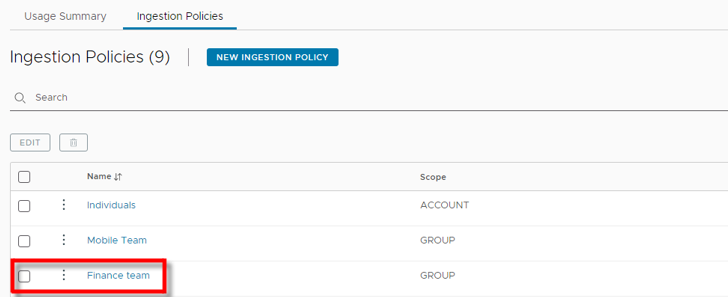 Usage Summary Ingestion Policies
Ingestion Policies (9) NEW INGESTION POLICY
Search
EDIT
Name Scope
Individuals ACCOUNT
Mobile Team GROUP
Finance team GROUP